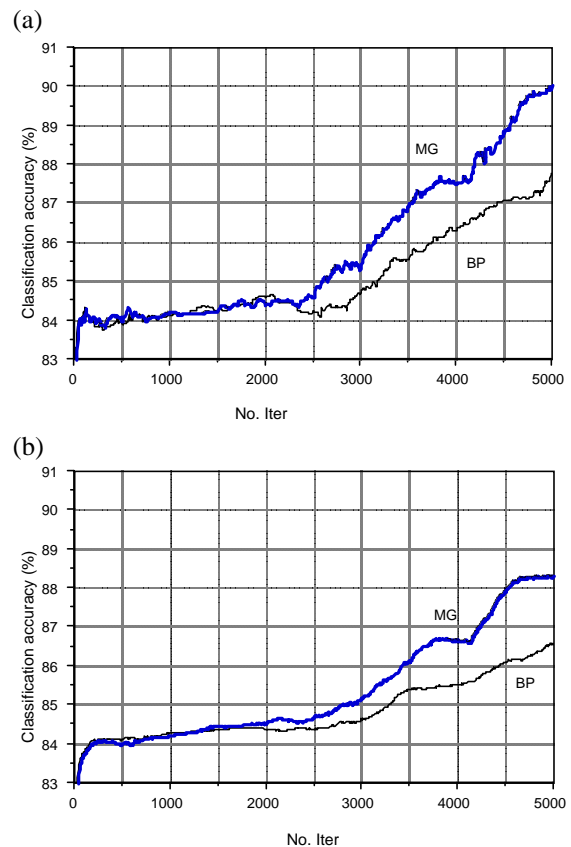 (a)
91
90
89
88
87
86
85
84
83
Classification accuracy (%)
MG
BP
0 1000 2000 3000 4000 5000
No. Iter
(b)
91
90
89
88
87
86
85
84
83
Classification accuracy (%)
MG
BP
0 1000 2000 3000 4000 5000
No. Iter